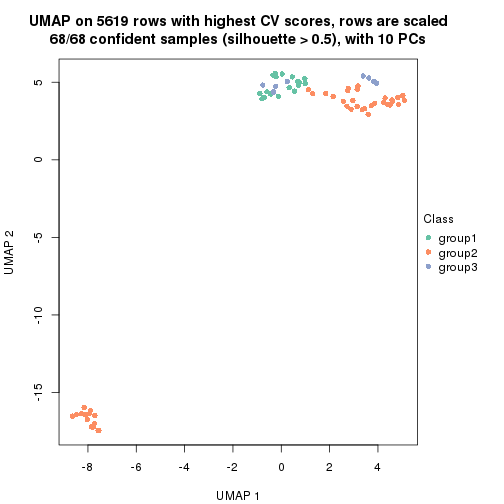 UMAP on 5619 rows with highest CV scores, rows are scaled
68/68 confident samples (silhouette > 0.5), with 10 PCs
5
0
-5
-10
-15
UMAP 2
-8
-6
-4
-2
0
2
4
UMAP 1
Class
group1
group2
group3